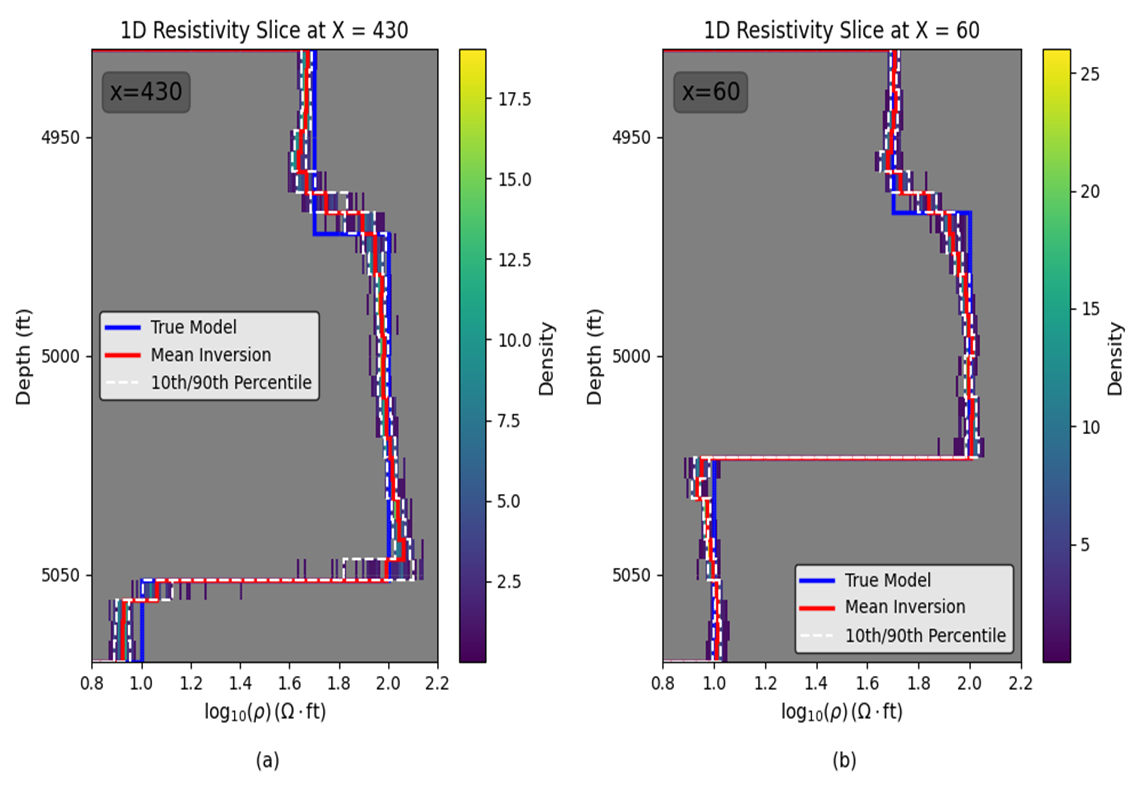 1D Resistivity Slice at X = 430
x=430
4950
5000
5050
Depth (ft)
True Model
Mean Inversion
10th/90th Percentile
0.8 1.0 1.2 1.4 1.6 1.8 2.0 2.2
log₁₀(ρ) (Ω · ft)
17.5
15.0
12.5
10.0
7.5
5.0
2.5
Density
(a)
1D Resistivity Slice at X = 60
x=60
4950
5000
5050
Depth (ft)
True Model
Mean Inversion
10th/90th Percentile
0.8 1.0 1.2 1.4 1.6 1.8 2.0 2.2
log₁₀(ρ) (Ω · ft)
25
20
15
10
5
Density
(b)